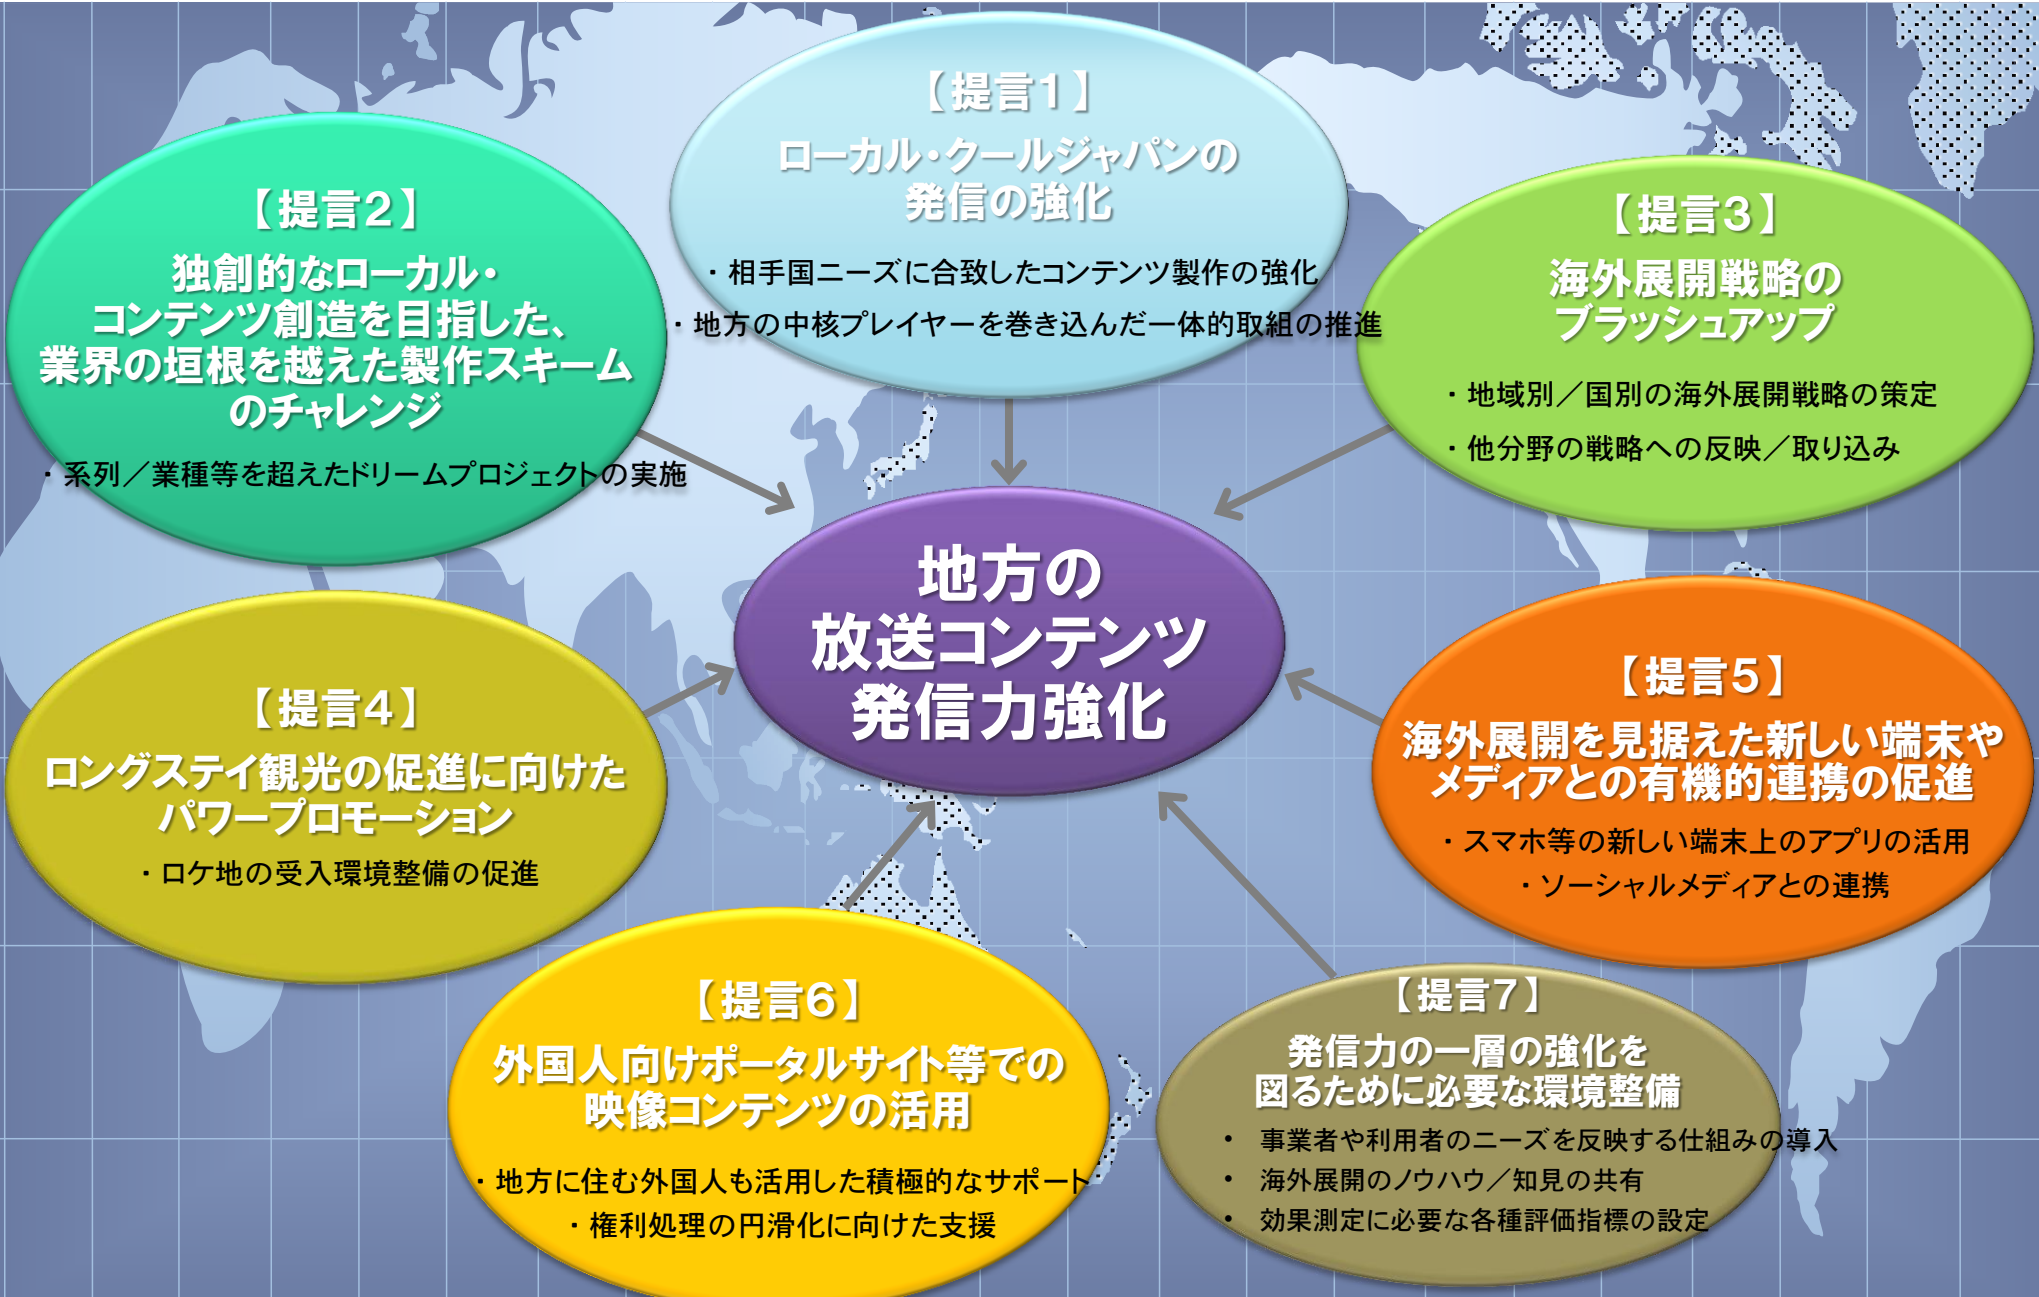 【提言１】
ローカル・クールジャパンの
発信の強化
・相手国ニーズに合致したコンテンツ製作の強化
・地方の中核プレイヤーを巻き込んだ一体的取組の推進
【提言２】
独創的なローカル・
コンテンツ創造を目指した、
業界の垣根を越えた製作スキーム
のチャレンジ
・系列／業種等を超えたドリームプロジェクトの実施
【提言３】
海外展開戦略の
ブラッシュアップ
・地域別／国別の海外展開戦略の策定
・他分野の戦略への反映／取り込み
地方の
放送コンテンツ
発信力強化
【提言４】
ロングステイ観光の促進に向けた
パワープロモーション
・ロケ地の受入環境整備の促進
【提言５】
海外展開を見据えた新しい端末や
メディアとの有機的連携の促進
・スマホ等の新しい端末上のアプリの活用
・ソーシャルメディアとの連携
【提言６】
外国人向けポータルサイト等での
映像コンテンツの活用
・地方に住む外国人も活用した積極的なサポート
・権利処理の円滑化に向けた支援
【提言７】
発信力の一層の強化を
図るために必要な環境整備
• 事業者や利用者のニーズを反映する仕組みの導入
• 海外展開のノウハウ／知見の共有
• 効果測定に必要な各種評価指標の設定